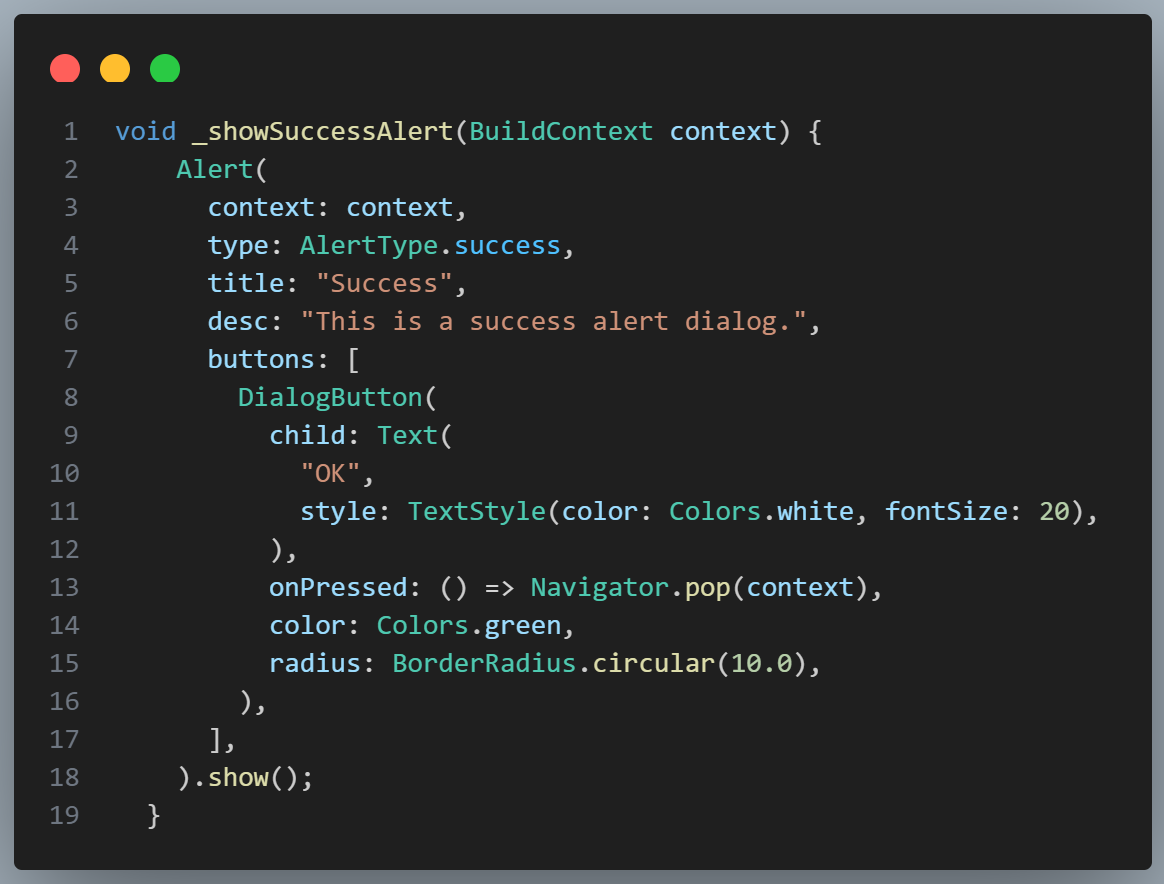 1 void _showSuccessAlert(BuildContext context) {
2     Alert(
3       context: context,
4       type: AlertType.success,
5       title: "Success",
6       desc: "This is a success alert dialog.",
7       buttons: [
8         DialogButton(
9           child: Text(
10             "OK",
11             style: TextStyle(color: Colors.white, fontSize: 20),
12           ),
13           onPressed: () => Navigator.pop(context),
14           color: Colors.green,
15           radius: BorderRadius.circular(10.0),
16         ),
17       ],
18     ).show();
19   }